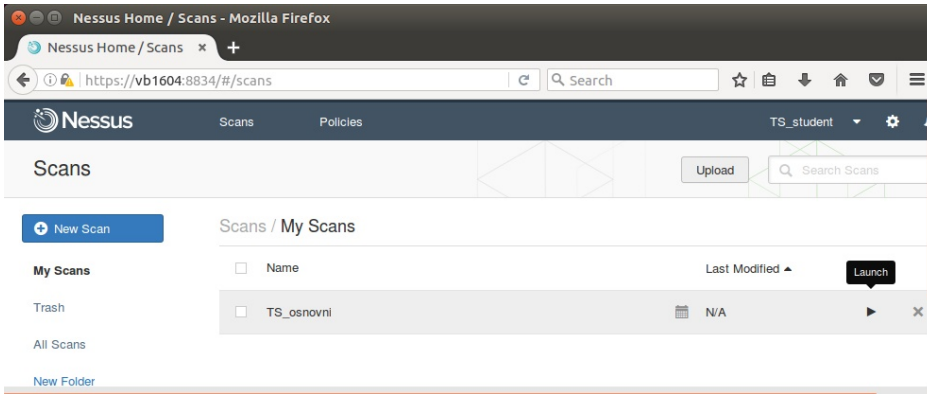 Nessus Home / Scans - Mozilla Firefox
Nessus Home / Scans × +
https://vb1604:8834/#/scans Search
Nessus Scans Policies TS_student
Scans Upload Search Scans
New Scan Scans / My Scans
My Scans Name Last Modified Launch
Trash TS_osnovni N/A
All Scans
New Folder